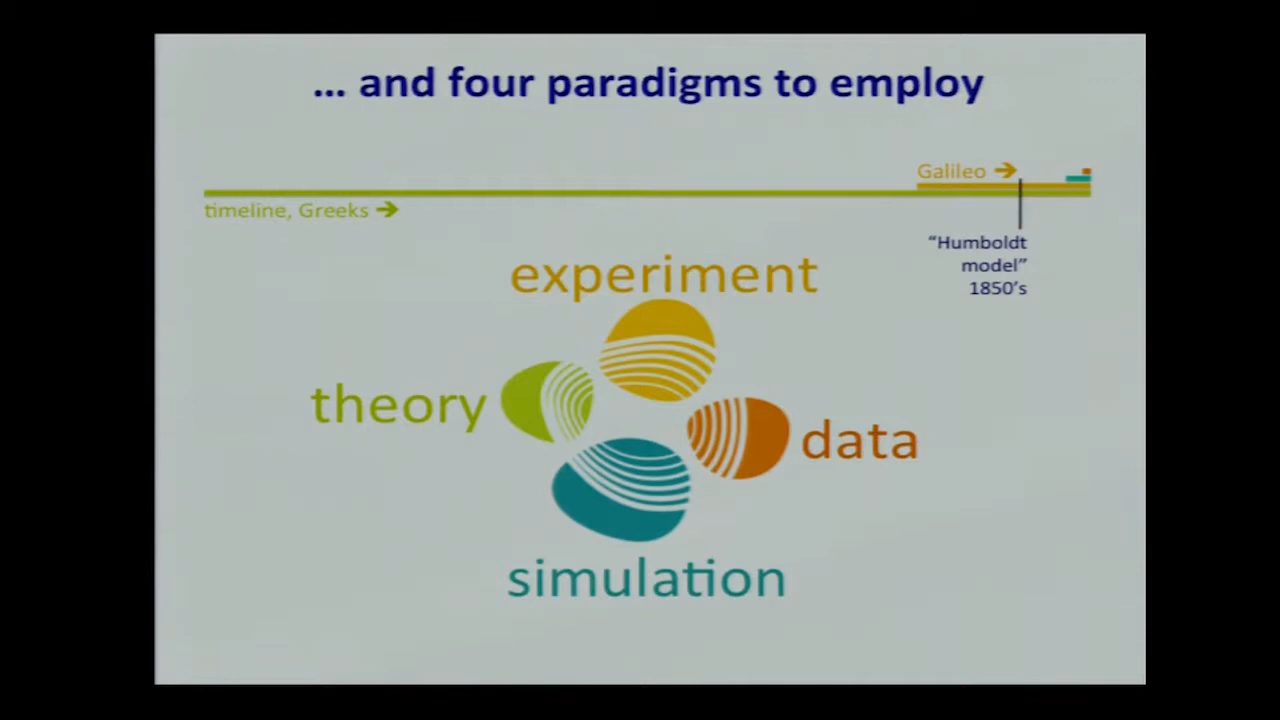 ... and four paradigms to employ
Galileo →
timeline, Greeks →
“Humboldt
model”
1850’s
experiment
theory
data
simulation